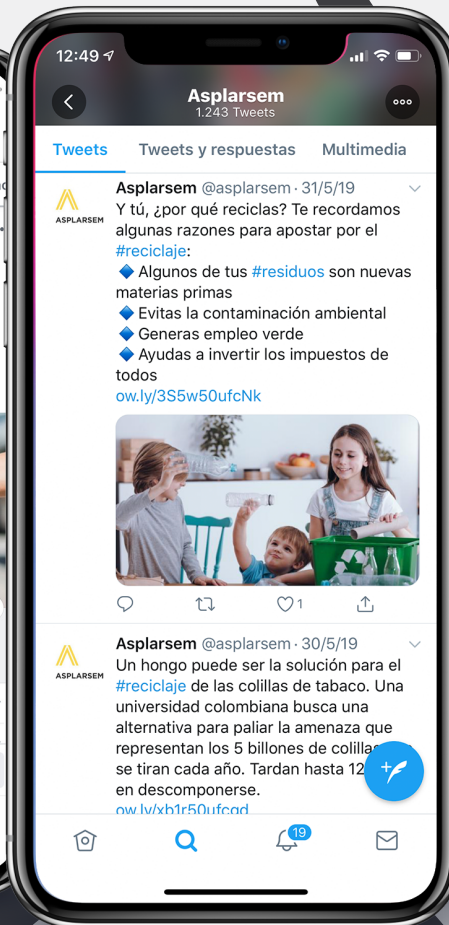 12:49
Asplarsem
1.243 Tweets
Tweets Tweets y respuestas Multimedia
Asplarsem @asplarsem · 31/5/19
ASPLARSEM
Y tú, ¿por qué reciclas? Te recordamos
algunas razones para apostar por el
#reciclaje:
🔷 Algunos de tus #residuos son nuevas
materias primas
🔷 Evitas la contaminación ambiental
🔷 Generas empleo verde
🔷 Ayudas a invertir los impuestos de
todos
ow.ly/3S5w50ufcNk
1
Asplarsem @asplarsem · 30/5/19
ASPLARSEM
Un hongo puede ser la solución para el
#reciclaje de las colillas de tabaco. Una
universidad colombiana busca una
alternativa para paliar la amenaza que
representan los 5 billones de colillas
se tiran cada año. Tardan hasta 12
en descomponerse.
ow.ly/xb1r50ufcqd
19